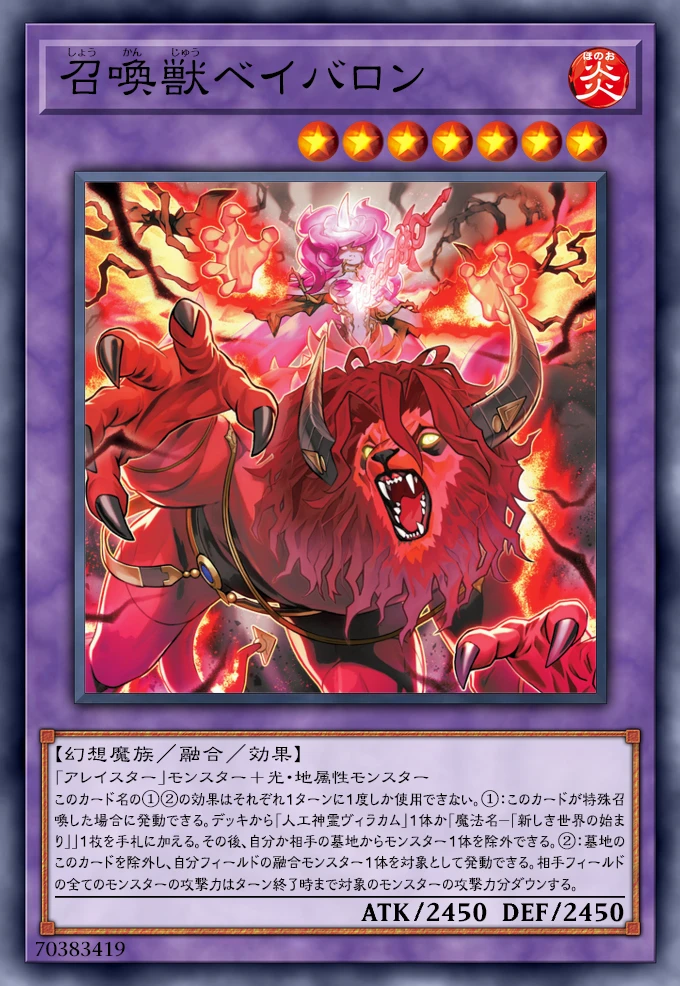 しょう かん じゅう
召喚獣ベイバロン
ほのお
炎
【幻想魔族／融合／効果】
「アレイスター」モンスター＋光・地属性モンスター
このカード名の①②の効果はそれぞれ1ターンに1度しか使用できない。①：このカードが特殊召
喚した場合に発動できる。デッキから「人工神霊ヴィラカム」1体か「魔法名－「新しき世界の始ま
り」」1枚を手札に加える。その後、自分か相手の墓地からモンスター1体を除外できる。②：墓地の
このカードを除外し、自分フィールドの融合モンスター1体を対象として発動できる。相手フィールド
の全てのモンスターの攻撃力はターン終了時まで対象のモンスターの攻撃力分ダウンする。
ATK/2450 DEF/2450
70383419